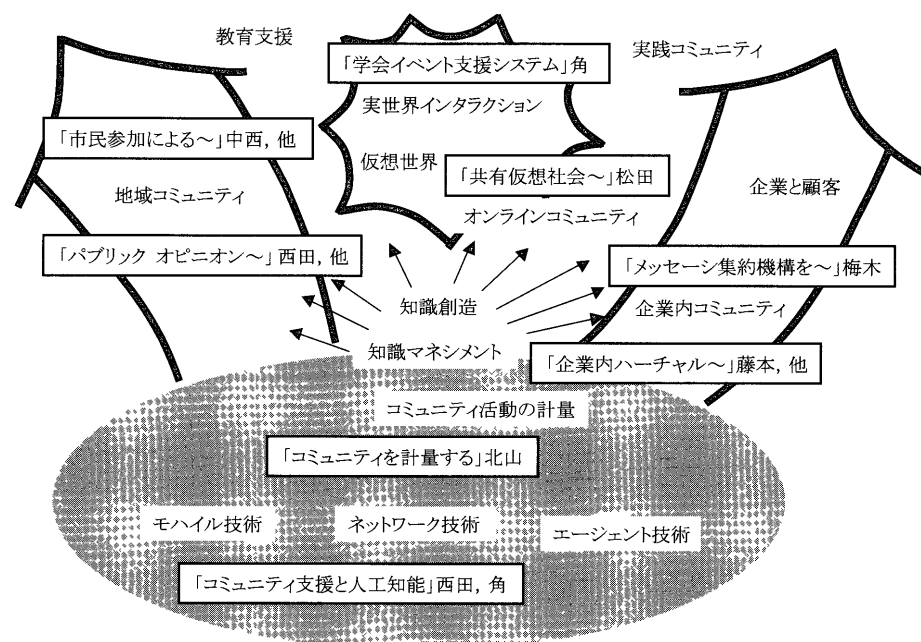 教育支援
「学会イベント支援システム」角
実践コミュニティ
実世界インタラクション
「市民参加による～」中西, 他
仮想世界
「共有仮想社会～」松田
地域コミュニティ
企業と顧客
オンラインコミュニティ
「パブリック オピニオン～」西田, 他
「メッセーシ集約機構を～」梅木
知識創造
企業内コミュニティ
知識マネシメント
「企業内ハーチャル～」藤本, 他
コミュニティ活動の計量
「コミュニティを計量する」北山
モハイル技術
ネットワーク技術
エージェント技術
「コミュニティ支援と人工知能」西田, 角